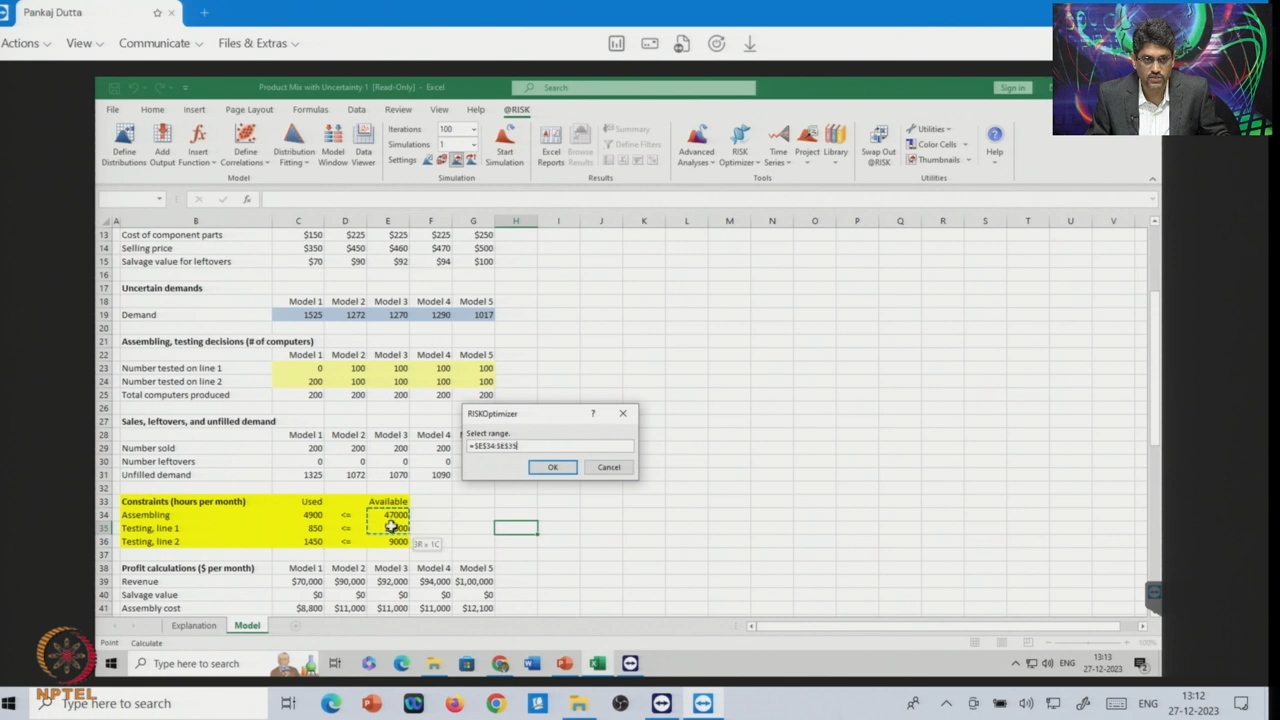 Pankaj Dutta
Actions View Communicate Files & Extras
Product Mix with Uncertainty 1 [Read-Only] - Excel
Search
Sign in
File Home Insert Page Layout Formulas Data Review View Help @RISK
Define Distributions
Add Output
Insert Function
Define Correlations
Distribution Fitting
Model Window
Data Viewer
Iterations 100
Simulations 1
Settings
Start Simulation
Excel Reports
Browse Results
Summary
Define Filters
Advanced Analyses
RISK Optimizer
Time Series
Project
Library
Swap Out @RISK
Utilities
Color Cells
Thumbnails
Help
Model Simulation Results Tools Utilities
A B C D E F G H I J K L M N O P Q R S T U V
13 Cost of component parts $150 $225 $225 $225 $250
14 Selling price $350 $450 $460 $470 $500
15 Salvage value for leftovers $70 $90 $92 $94 $100
16
17 Uncertain demands
18 Model 1 Model 2 Model 3 Model 4 Model 5
19 Demand 1525 1272 1270 1290 1017
20
21 Assembling, testing decisions (# of computers)
22 Model 1 Model 2 Model 3 Model 4 Model 5
23 Number tested on line 1 0 100 100 100 100
24 Number tested on line 2 200 100 100 100 100
25 Total computers produced 200 200 200 200 200
26
27 Sales, leftovers, and unfilled demand
28 Model 1 Model 2 Model 3 Model 4
29 Number sold 200 200 200 200
30 Number leftovers 0 0 0 0
31 Unfilled demand 1325 1072 1070 1090
32
33 Constraints (hours per month) Used Available
34 Assembling 4900 <= 47000
35 Testing, line 1 850 <=
36 Testing, line 2 1450 <= 9000
37
38 Profit calculations ($ per month) Model 1 Model 2 Model 3 Model 4 Model 5
39 Revenue $70,000 $90,000 $92,000 $94,000 $1,00,000
40 Salvage value $0 $0 $0 $0 $0
41 Assembly cost $8,800 $11,000 $11,000 $11,000 $12,100
RISKOptimizer
Select range.
=$E$34:$E$35
OK Cancel
3R x 1C
Explanation Model
Point Calculate
100%
Type here to search
ENG
13:13
27-12-2023
NPTEL
Type here to search
ENG
13:12
27-12-2023